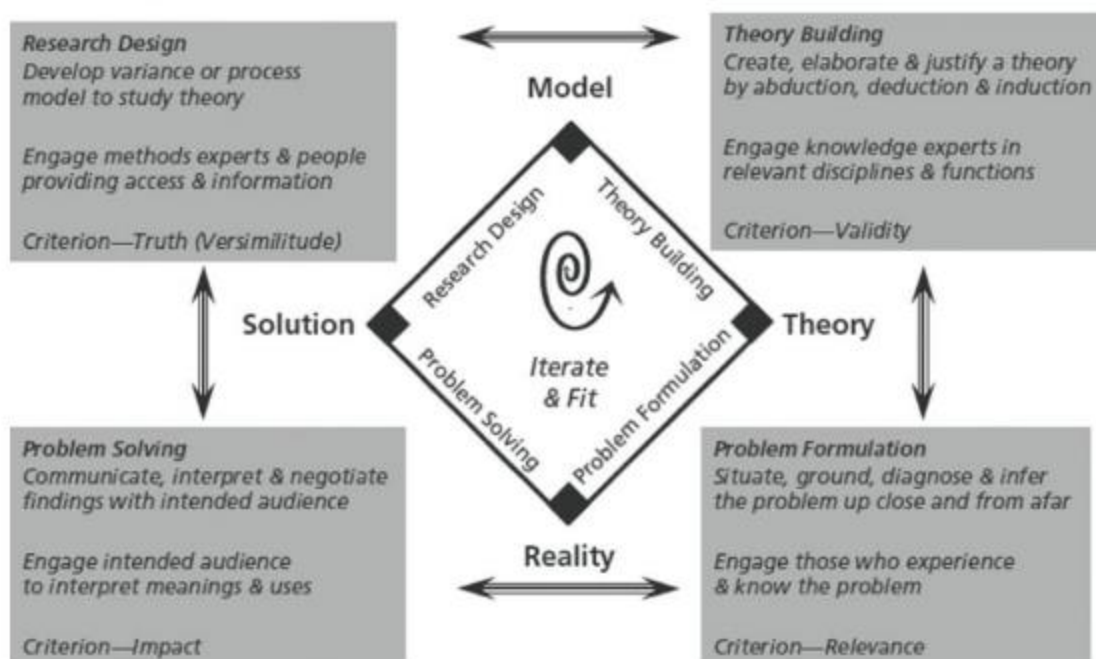 Research Design
Develop variance or process
model to study theory
Engage methods experts & people
providing access & information
Criterion—Truth (Versimilitude)
Theory Building
Create, elaborate & justify a theory
by abduction, deduction & induction
Engage knowledge experts in
relevant disciplines & functions
Criterion—Validity
Model
Research Design
Theory Building
Solution
Theory
Iterate
& Fit
Problem Solving
Problem Formulation
Reality
Problem Solving
Communicate, interpret & negotiate
findings with intended audience
Engage intended audience
to interpret meanings & uses
Criterion—Impact
Problem Formulation
Situate, ground, diagnose & infer
the problem up close and from afar
Engage those who experience
& know the problem
Criterion—Relevance